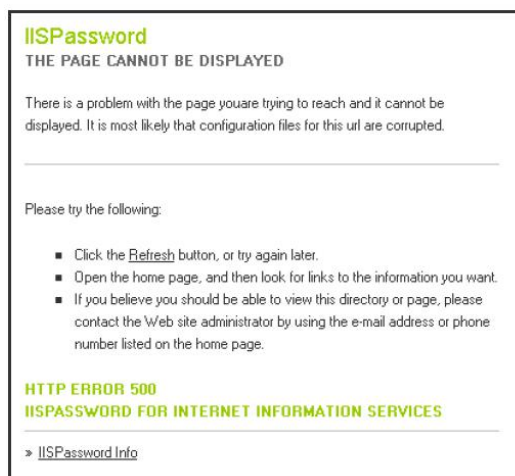 IISPassword
THE PAGE CANNOT BE DISPLAYED
There is a problem with the page youare trying to reach and it cannot be
displayed. It is most likely that configuration files for this url are corrupted.
Please try the following:
■ Click the Refresh button, or try again later.
■ Open the home page, and then look for links to the information you want.
■ If you believe you should be able to view this directory or page, please
contact the Web site administrator by using the e-mail address or phone
number listed on the home page.
HTTP ERROR 500
IISPASSWORD FOR INTERNET INFORMATION SERVICES
» IISPassword Info